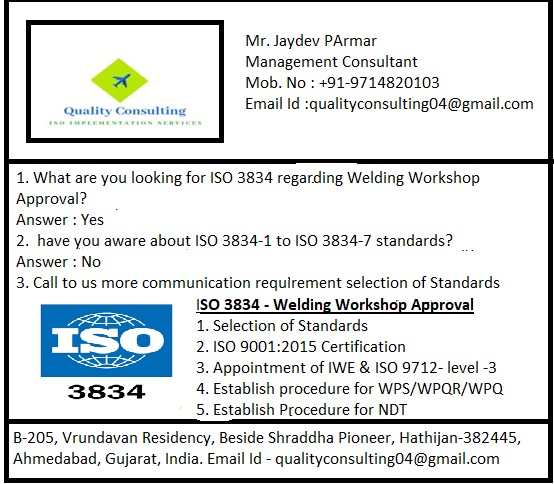 Mr. Jaydev PArmar
Management Consultant
Mob. No : +91-9714820103
Email Id :qualityconsulting04@gmail.com
Quality Consulting
ISO IMPLEMENTATION SERVICES
1. What are you looking for ISO 3834 regarding Welding Workshop
Approval?
Answer : Yes
2. have you aware about ISO 3834-1 to ISO 3834-7 standards?
Answer : No
3. Call to us more communication requirement selection of Standards
ISO
3834
ISO 3834 - Welding Workshop Approval
1. Selection of Standards
2. ISO 9001:2015 Certification
3. Appointment of IWE & ISO 9712- level -3
4. Establish procedure for WPS/WPQR/WPQ
5. Establish Procedure for NDT
B-205, Vrundavan Residency, Beside Shraddha Pioneer, Hathijan-382445,
Ahmedabad, Gujarat, India. Email Id - qualityconsulting04@gmail.com